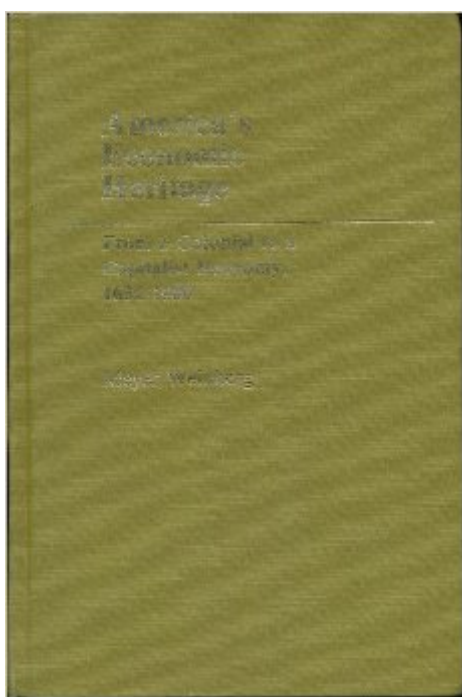 America's
Economic
Heritage
From a Colonial to a
Capitalist Economy,
Meyer Weinberg